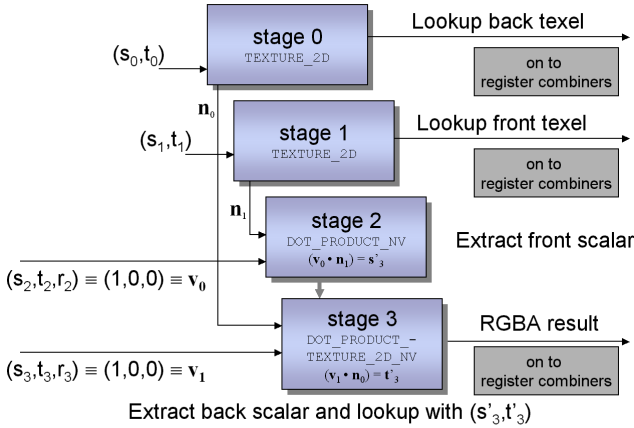 stage 0
TEXTURE_2D
Lookup back texel
on to
register combiners
(s0,t0)
n0
stage 1
TEXTURE_2D
Lookup front texel
on to
register combiners
(s1,t1)
n1
stage 2
DOT_PRODUCT_NV
(v0 • n1) = s'3
Extract front scalar
(s2,t2,r2) ≡ (1,0,0) ≡ v0
stage 3
DOT_PRODUCT_-
TEXTURE_2D_NV
(v1 • n0) = t'3
RGBA result
on to
register combiners
(s3,t3,r3) ≡ (1,0,0) ≡ v1
Extract back scalar and lookup with (s'3,t'3)